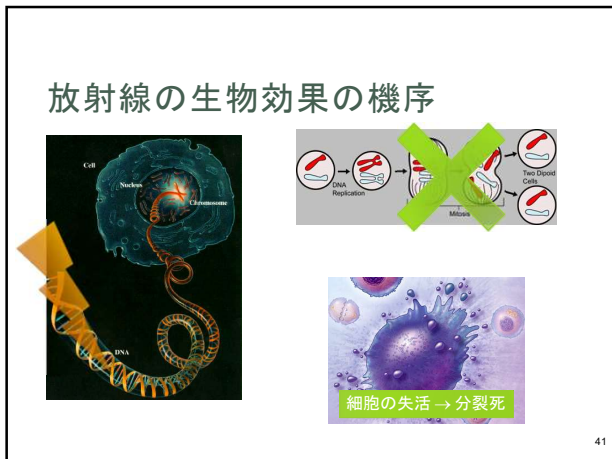 放射線の生物効果の機序
Cell
Nucleus
Chromosome
DNA
DNA
Replication
Mitosis
Two Dipoid
Cells
細胞の失活 → 分裂死
41